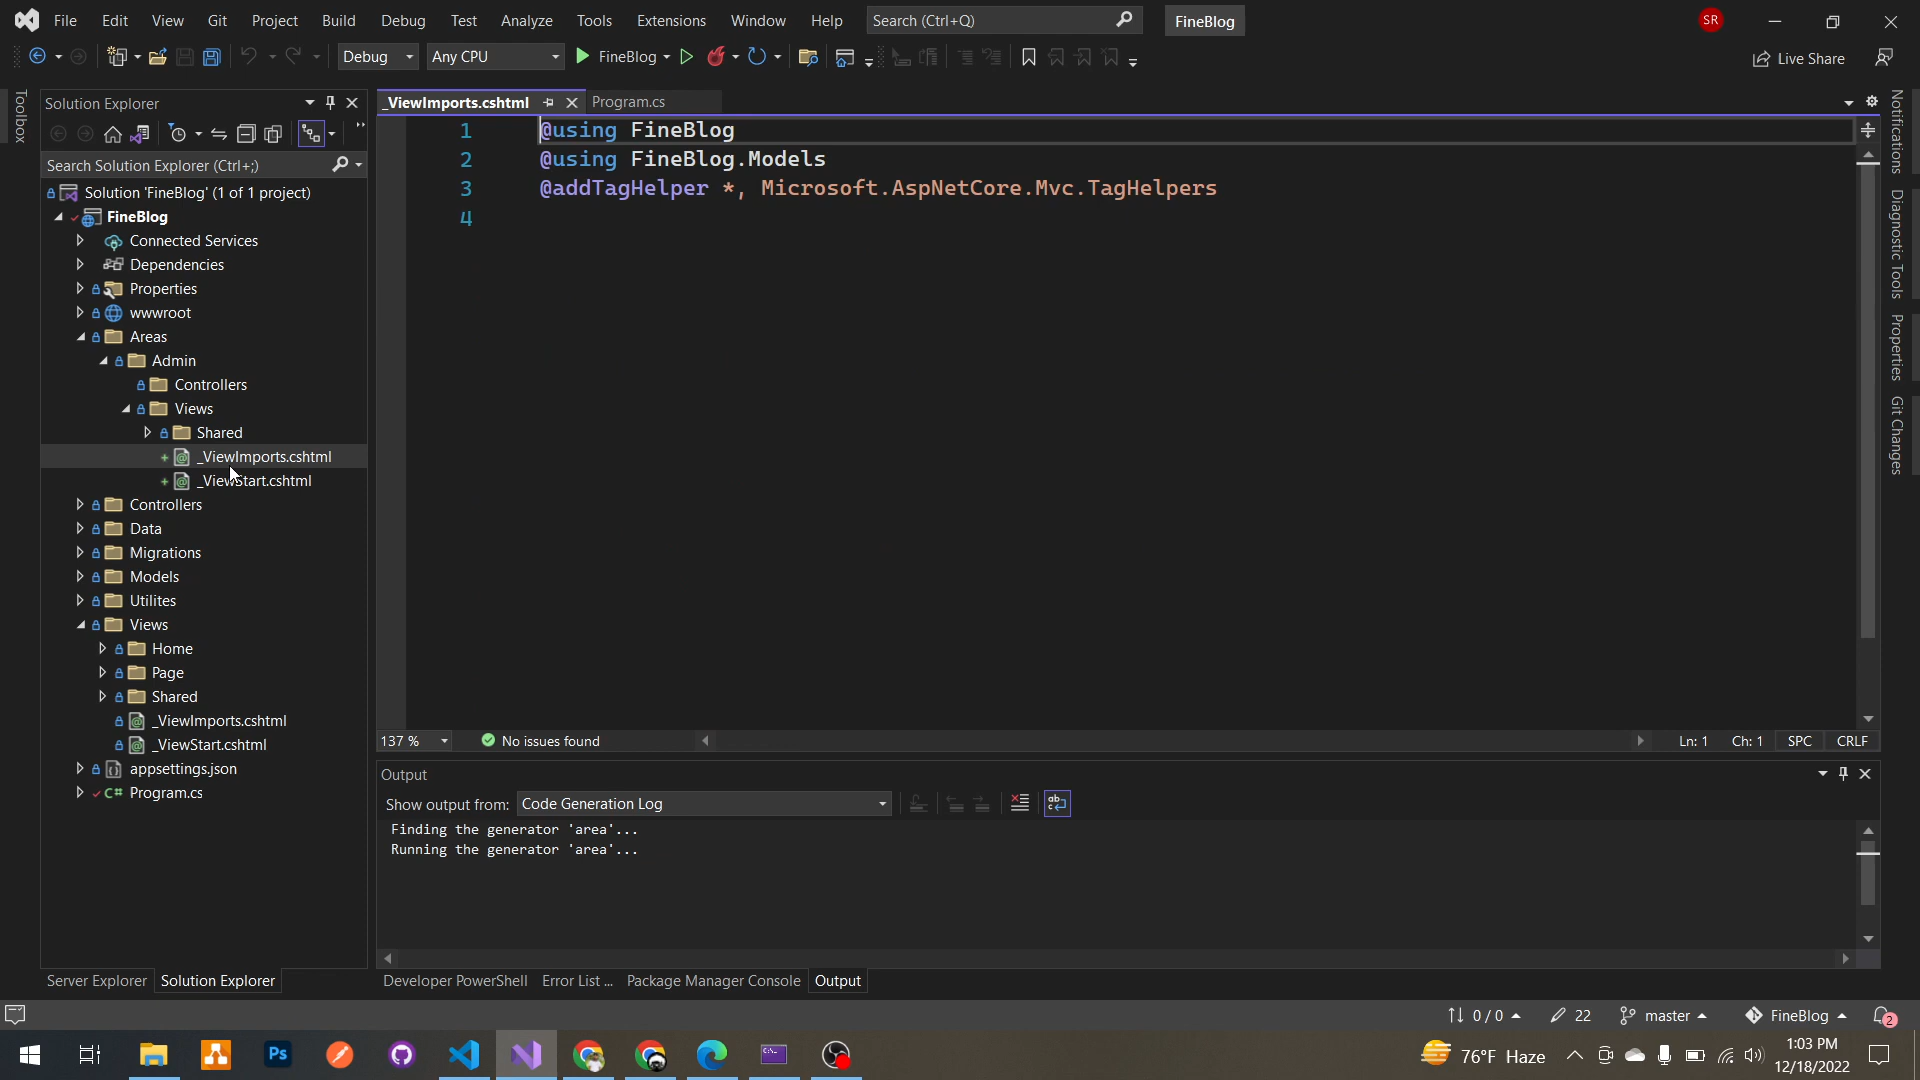 File Edit View Git Project Build Debug Test Analyze Tools Extensions Window Help Search (Ctrl+Q) FineBlog SR
Debug Any CPU FineBlog Live Share
Toolbox
Solution Explorer
Search Solution Explorer (Ctrl+;)
Solution 'FineBlog' (1 of 1 project)
FineBlog
Connected Services
Dependencies
Properties
wwwroot
Areas
Admin
Controllers
Views
Shared
_ViewImports.cshtml
_ViewStart.cshtml
Controllers
Data
Migrations
Models
Utilites
Views
Home
Page
Shared
_ViewImports.cshtml
_ViewStart.cshtml
appsettings.json
C# Program.cs
Server Explorer Solution Explorer
_ViewImports.cshtml Program.cs
1 @using FineBlog
2 @using FineBlog.Models
3 @addTagHelper *, Microsoft.AspNetCore.Mvc.TagHelpers
4
137 % No issues found Ln: 1 Ch: 1 SPC CRLF
Output
Show output from: Code Generation Log
Finding the generator 'area'...
Running the generator 'area'...
Developer PowerShell Error List ... Package Manager Console Output
Notifications
Diagnostic Tools
Properties
Git Changes
0 / 0 22 master FineBlog 2
Ps 76°F Haze 1:03 PM
12/18/2022